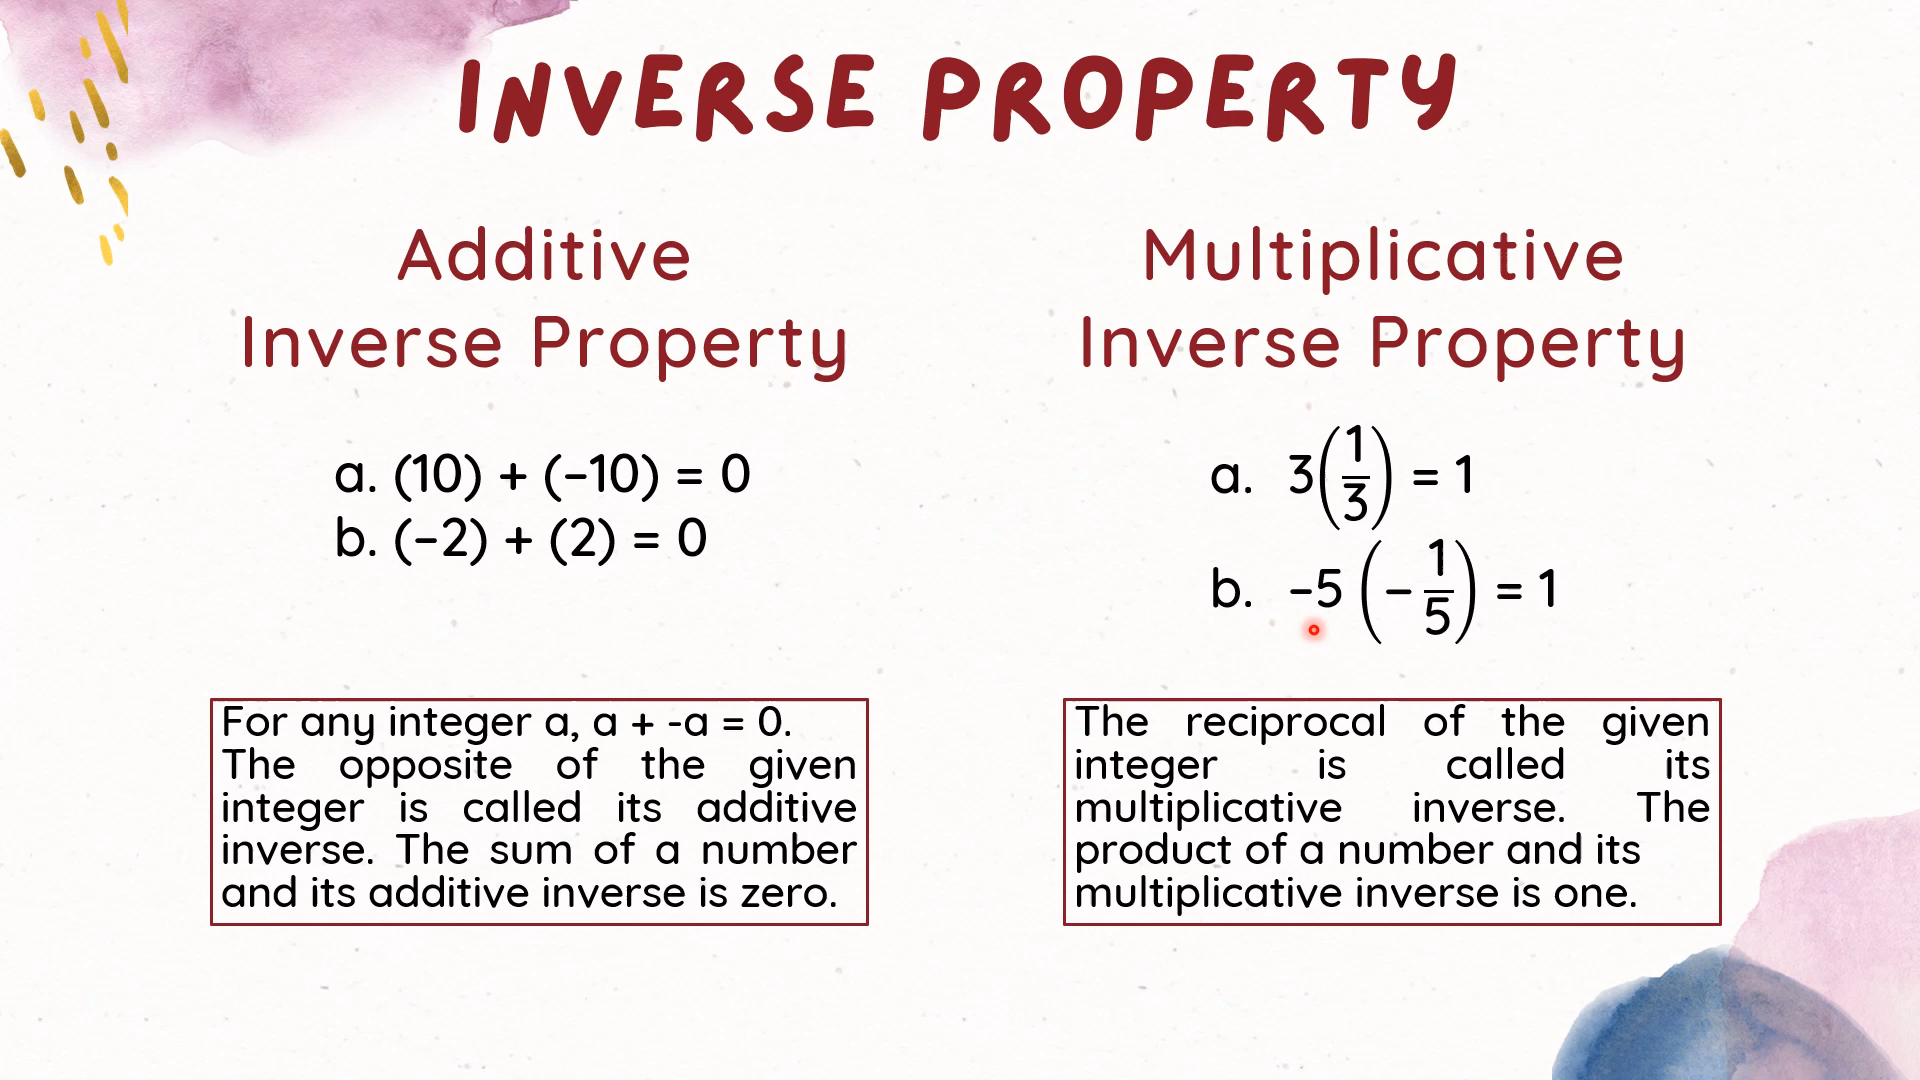 INVERSE PROPERTY
Additive
Inverse Property
a. (10) + (−10) = 0
b. (−2) + (2) = 0
For any integer a, a + -a = 0.
The opposite of the given
integer is called its additive
inverse. The sum of a number
and its additive inverse is zero.
Multiplicative
Inverse Property
a. 3(1/3) = 1
b. −5 (−1/5) = 1
The reciprocal of the given
integer is called its
multiplicative inverse. The
product of a number and its
multiplicative inverse is one.